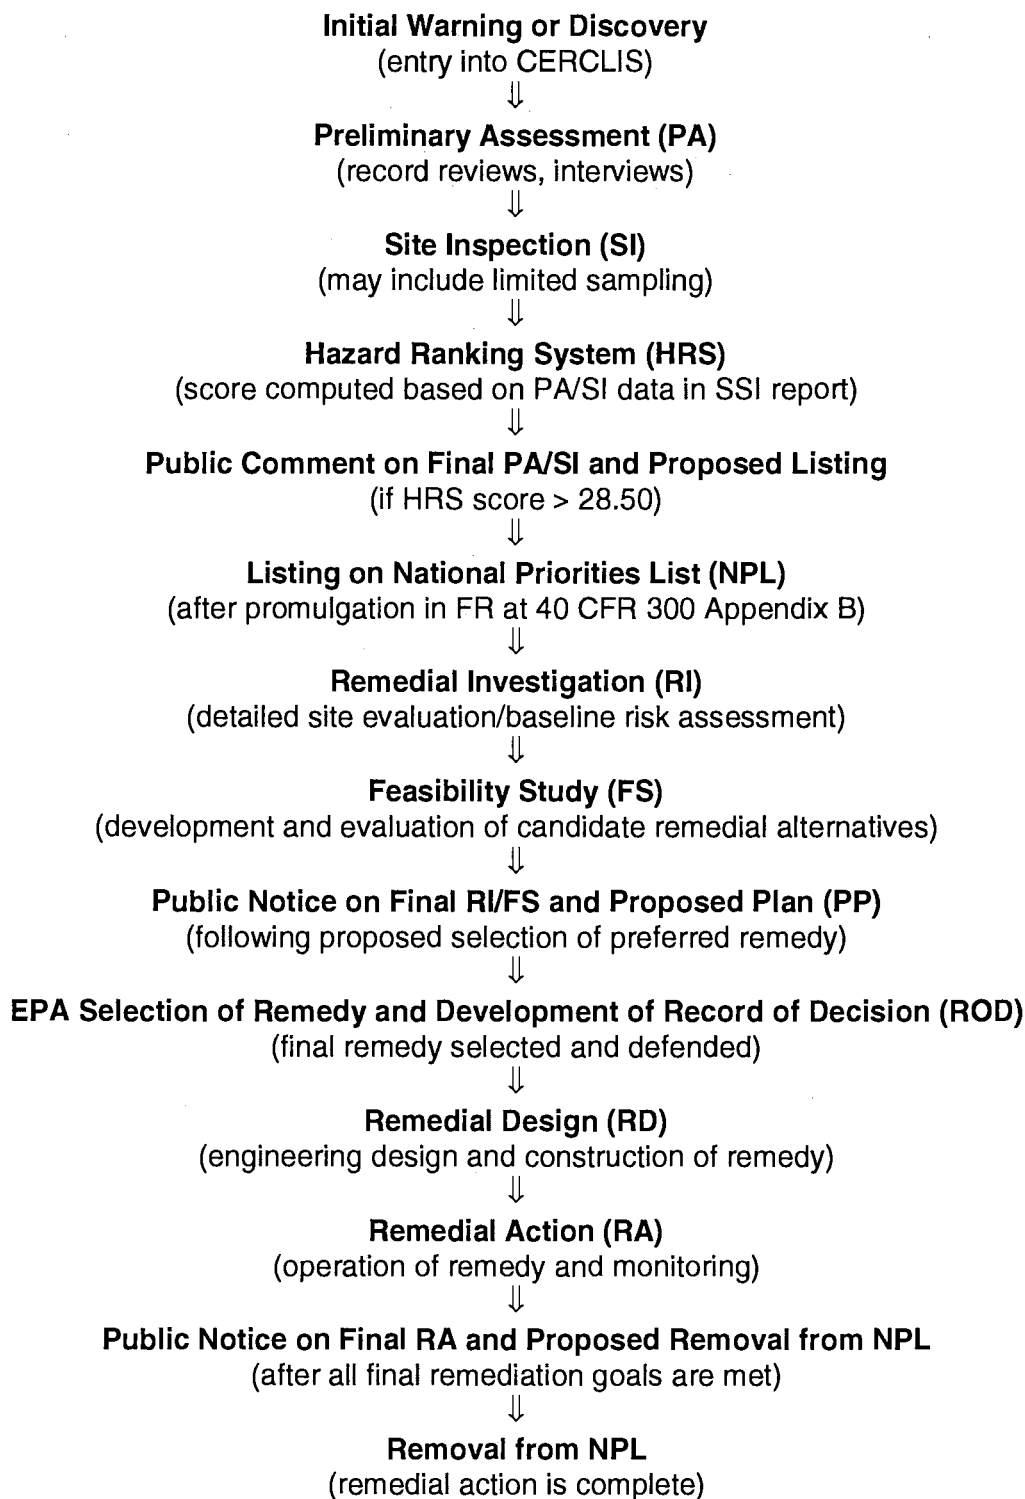 Initial Warning or Discovery
(entry into CERCLIS)
⇓
Preliminary Assessment (PA)
(record reviews, interviews)
⇓
Site Inspection (SI)
(may include limited sampling)
⇓
Hazard Ranking System (HRS)
(score computed based on PA/SI data in SSI report)
⇓
Public Comment on Final PA/SI and Proposed Listing
(if HRS score > 28.50)
⇓
Listing on National Priorities List (NPL)
(after promulgation in FR at 40 CFR 300 Appendix B)
⇓
Remedial Investigation (RI)
(detailed site evaluation/baseline risk assessment)
⇓
Feasibility Study (FS)
(development and evaluation of candidate remedial alternatives)
⇓
Public Notice on Final RI/FS and Proposed Plan (PP)
(following proposed selection of preferred remedy)
⇓
EPA Selection of Remedy and Development of Record of Decision (ROD)
(final remedy selected and defended)
⇓
Remedial Design (RD)
(engineering design and construction of remedy)
⇓
Remedial Action (RA)
(operation of remedy and monitoring)
⇓
Public Notice on Final RA and Proposed Removal from NPL
(after all final remediation goals are met)
⇓
Removal from NPL
(remedial action is complete)